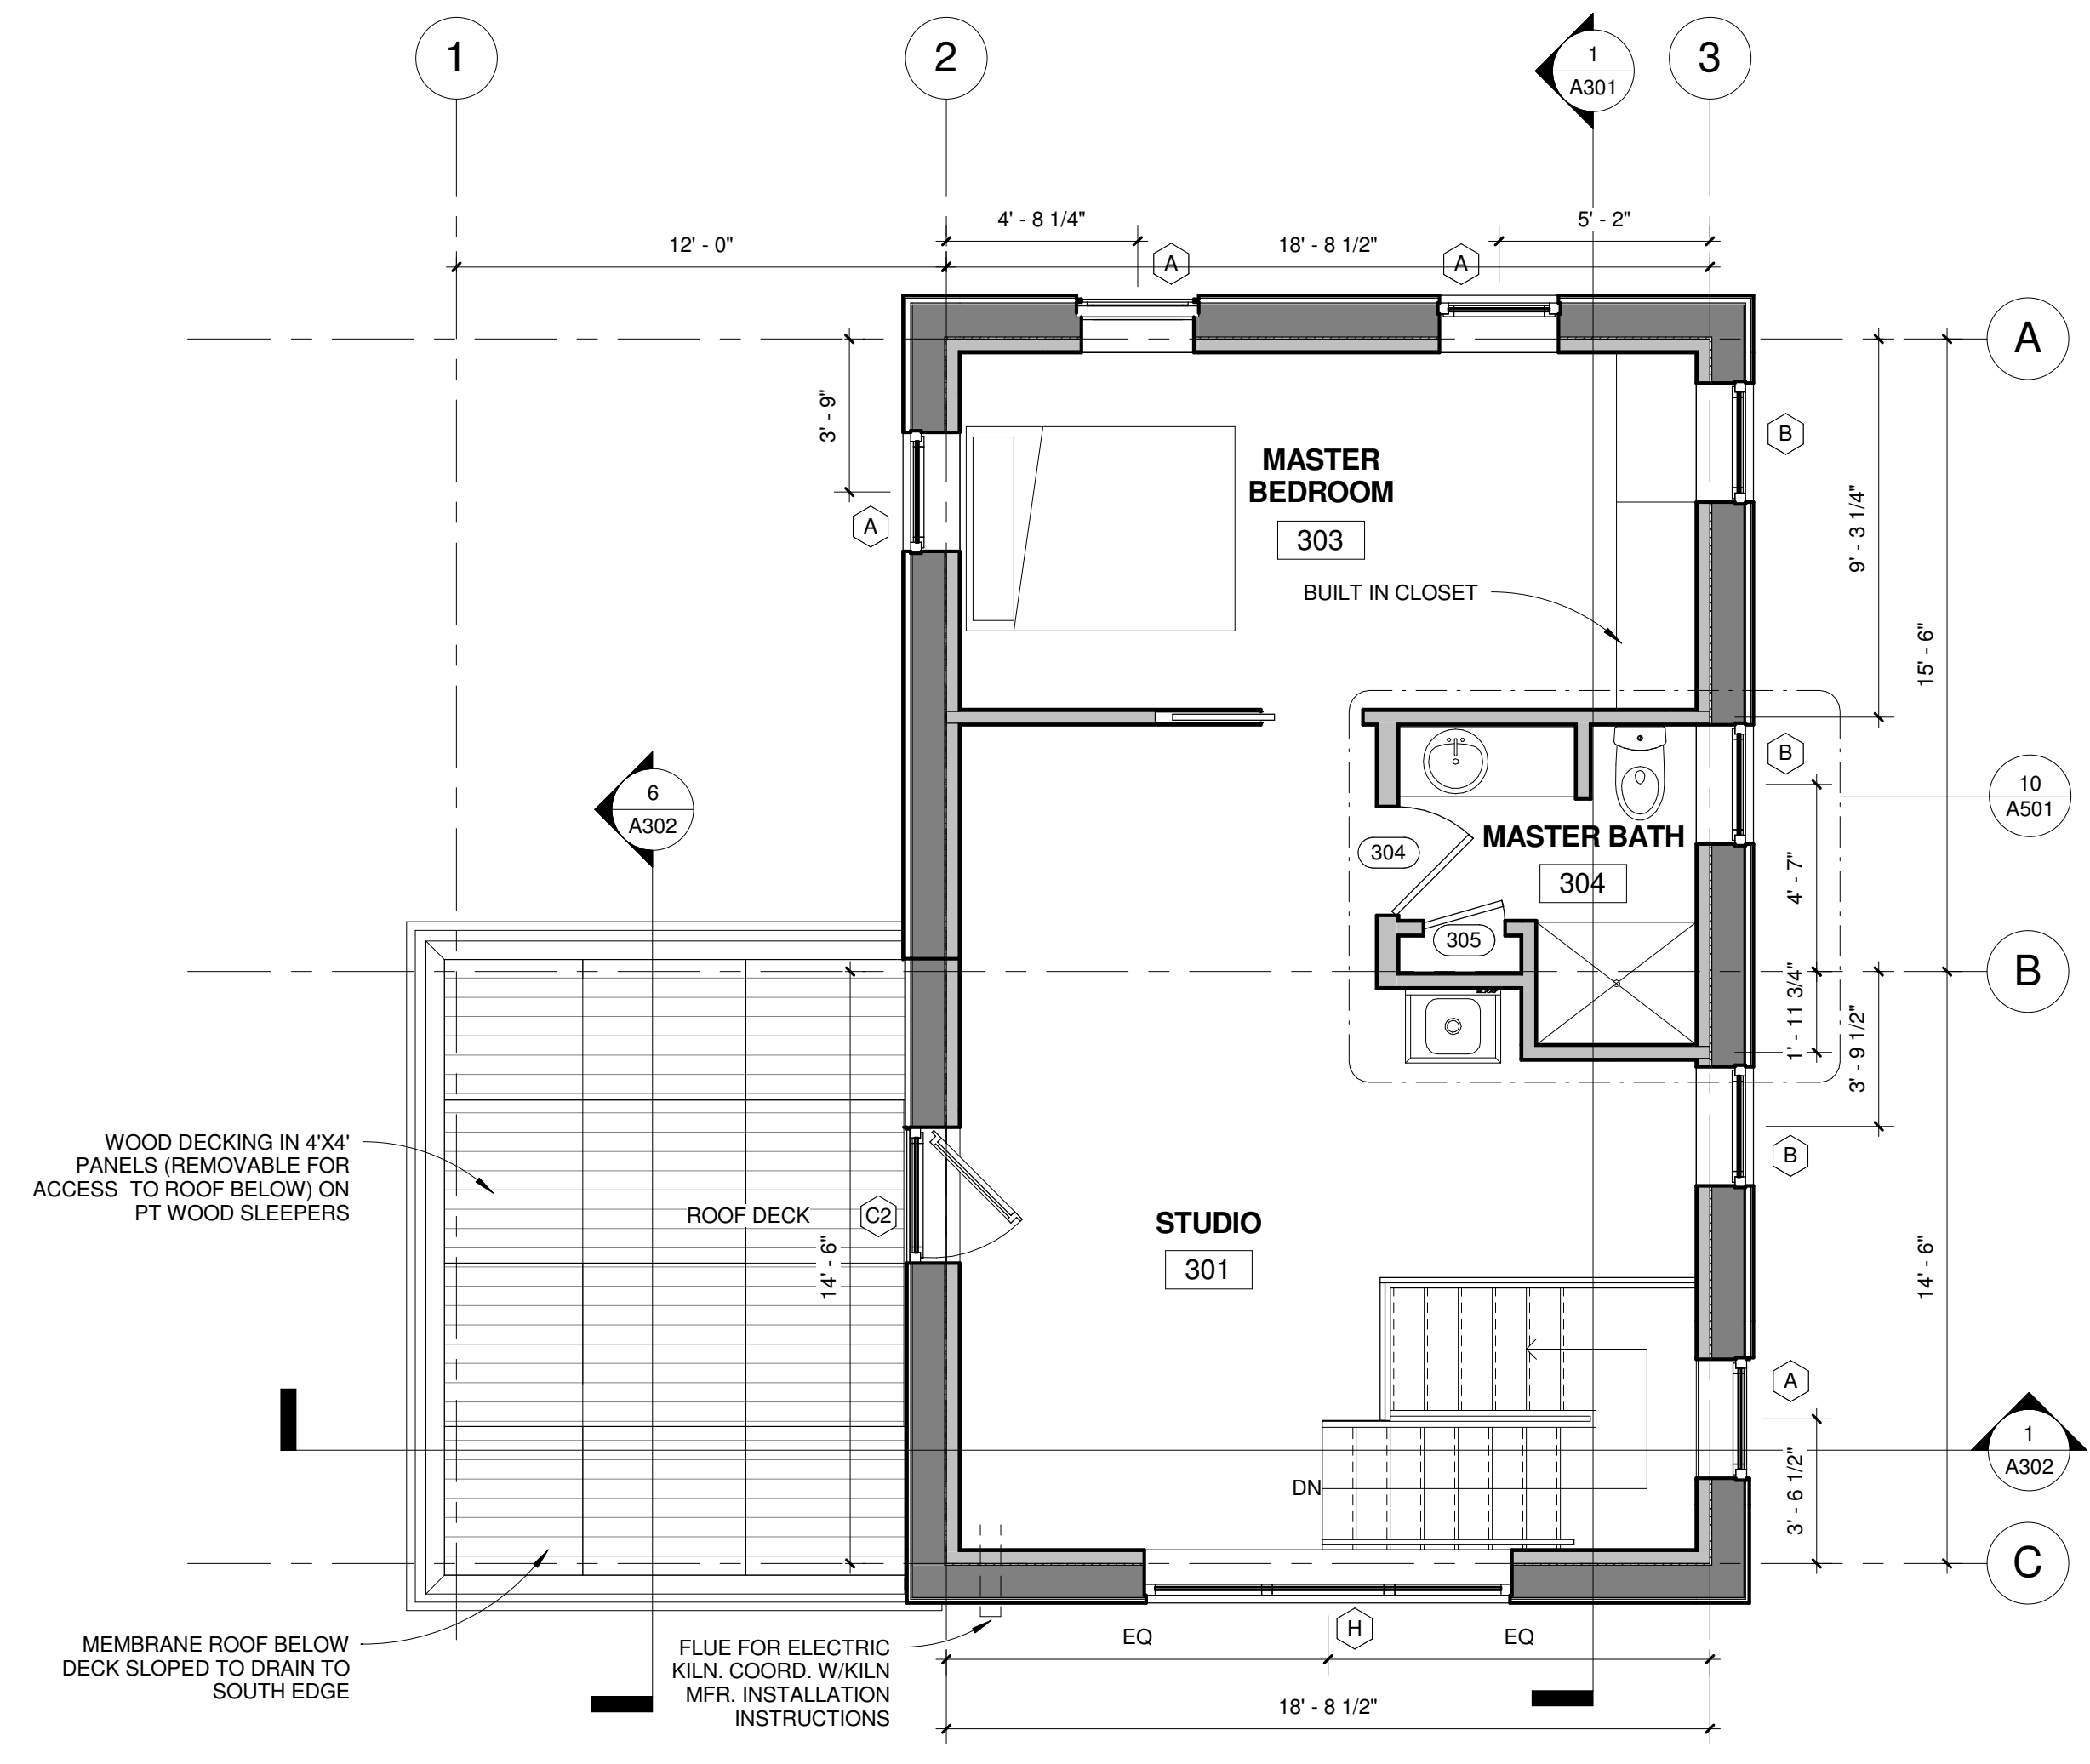 1
2
3
1
A301
4' - 8 1/4"
5' - 2"
12' - 0"
18' - 8 1/2"
A
A
A
3' - 9"
B
A
MASTER
BEDROOM
303
9' - 3 1/4"
BUILT IN CLOSET
15' - 6"
B
10
A501
6
A302
304
MASTER BATH
304
4' - 7"
305
B
1' - 11 3/4"
3' - 9 1/2"
WOOD DECKING IN 4'X4'
PANELS (REMOVABLE FOR
ACCESS TO ROOF BELOW) ON
PT WOOD SLEEPERS
B
ROOF DECK
C2
STUDIO
301
14' - 6"
14' - 6"
A
1
A302
DN
3' - 6 1/2"
C
MEMBRANE ROOF BELOW
DECK SLOPED TO DRAIN TO
SOUTH EDGE
FLUE FOR ELECTRIC
KILN. COORD. W/KILN
MFR. INSTALLATION
INSTRUCTIONS
EQ
H
EQ
18' - 8 1/2"